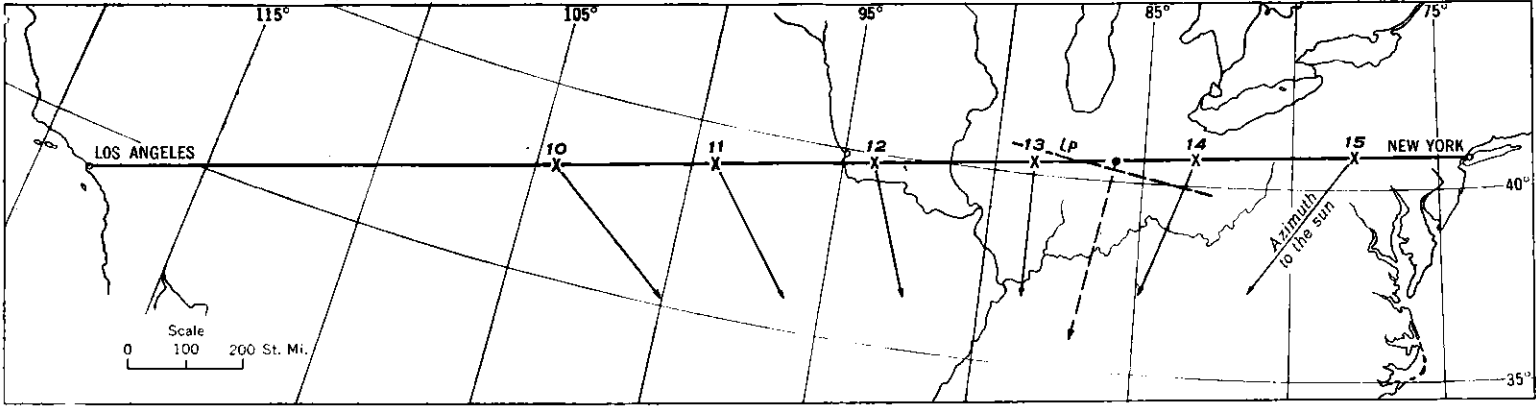 115° 105° 95° 85° 75°
LOS ANGELES 10 11 12 13 LP 14 15 NEW YORK
40°
Azimuth
to the sun
Scale
0 100 200 St. Mi.
35°